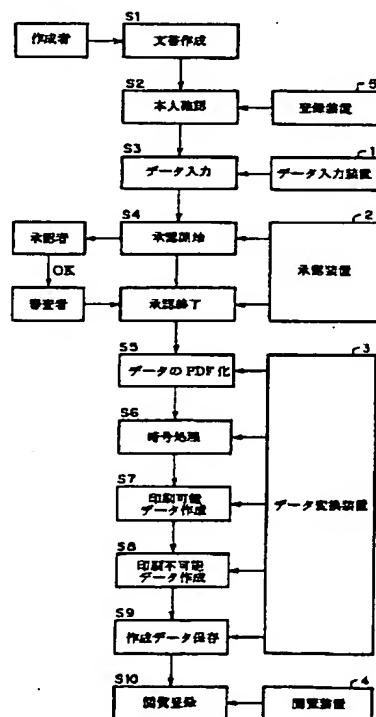 S1
作成者
文書作成
S2
5
本人確認
登録装置
S3
1
データ入力
データ入力装置
S4
2
承認者
承認開始
承認装置
OK
審査者
承認終了
S5
3
データのPDF化
S6
暗号処理
S7
印刷可能
データ作成
データ変換装置
S8
印刷不可能
データ作成
S9
作成データ保存
S10
4
閲覧登録
閲覧装置